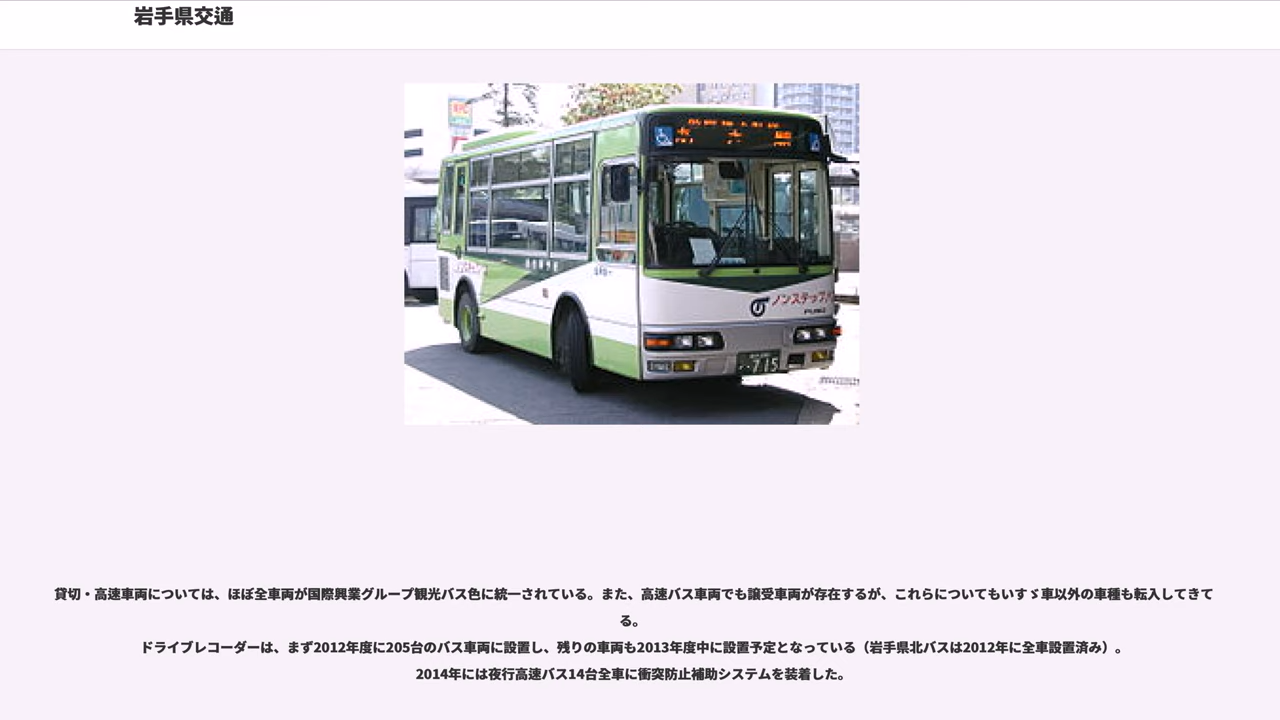 岩手県交通
ノンステップ
715
貸切・高速車両については、ほぼ全車両が国際興業グループ観光バス色に統一されている。また、高速バス車両でも譲受車両が存在するが、これらについてもいすゞ車以外の車種も転入してきて
る。
ドライブレコーダーは、まず2012年度に205台のバス車両に設置し、残りの車両も2013年度中に設置予定となっている（岩手県北バスは2012年に全車設置済み）。
2014年には夜行高速バス14台全車に衝突防止補助システムを装着した。